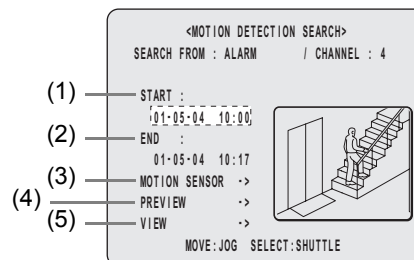 <MOTION DETECTION SEARCH>
SEARCH FROM : ALARM / CHANNEL : 4
(1) START :
01-05-04 10:00
(2) END :
01-05-04 10:17
(3) MOTION SENSOR ->
(4) PREVIEW ->
(5) VIEW ->
MOVE:JOG SELECT:SHUTTLE